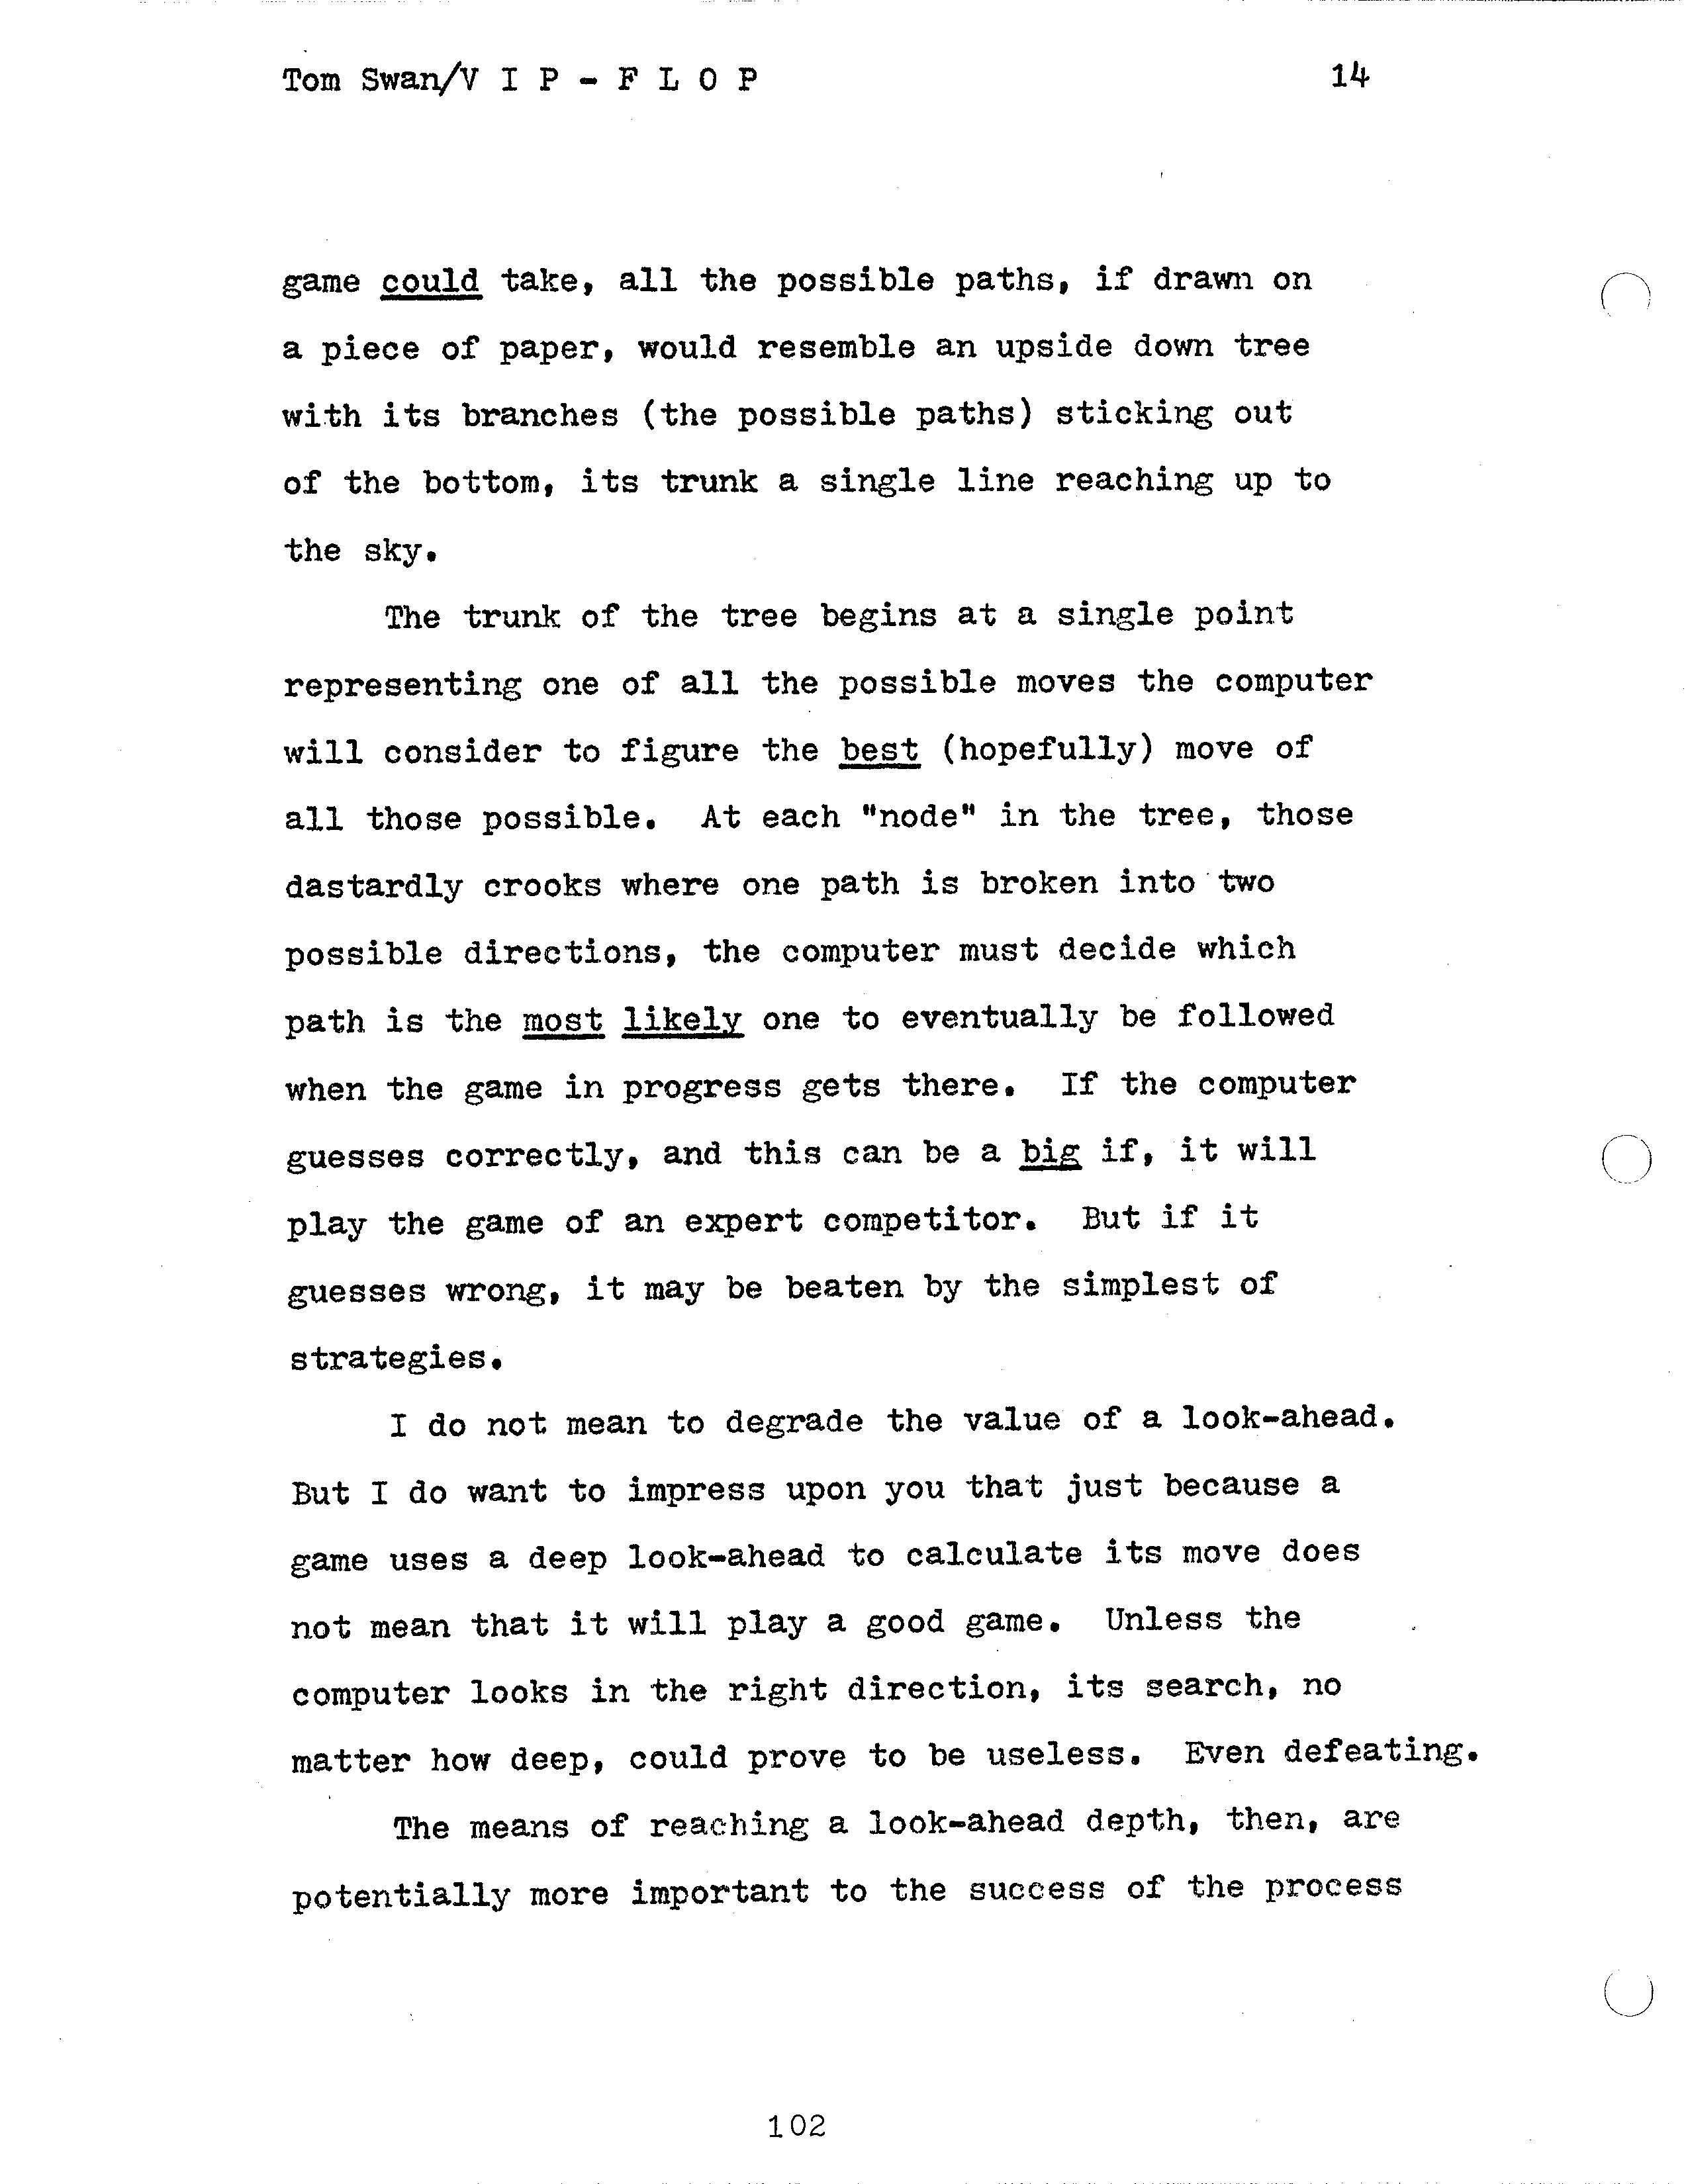 Tom Swan/V I P - F L O P 14
game could take, all the possible paths, if drawn on
a piece of paper, would resemble an upside down tree
with its branches (the possible paths) sticking out
of the bottom, its trunk a single line reaching up to
the sky.
The trunk of the tree begins at a single point
representing one of all the possible moves the computer
will consider to figure the best (hopefully) move of
all those possible. At each "node" in the tree, those
dastardly crooks where one path is broken into two
possible directions, the computer must decide which
path is the most likely one to eventually be followed
when the game in progress gets there. If the computer
guesses correctly, and this can be a big if, it will
play the game of an expert competitor. But if it
guesses wrong, it may be beaten by the simplest of
strategies.
I do not mean to degrade the value of a look-ahead.
But I do want to impress upon you that just because a
game uses a deep look-ahead to calculate its move does
not mean that it will play a good game. Unless the
computer looks in the right direction, its search, no
matter how deep, could prove to be useless. Even defeating.
The means of reaching a look-ahead depth, then, are
potentially more important to the success of the process
102